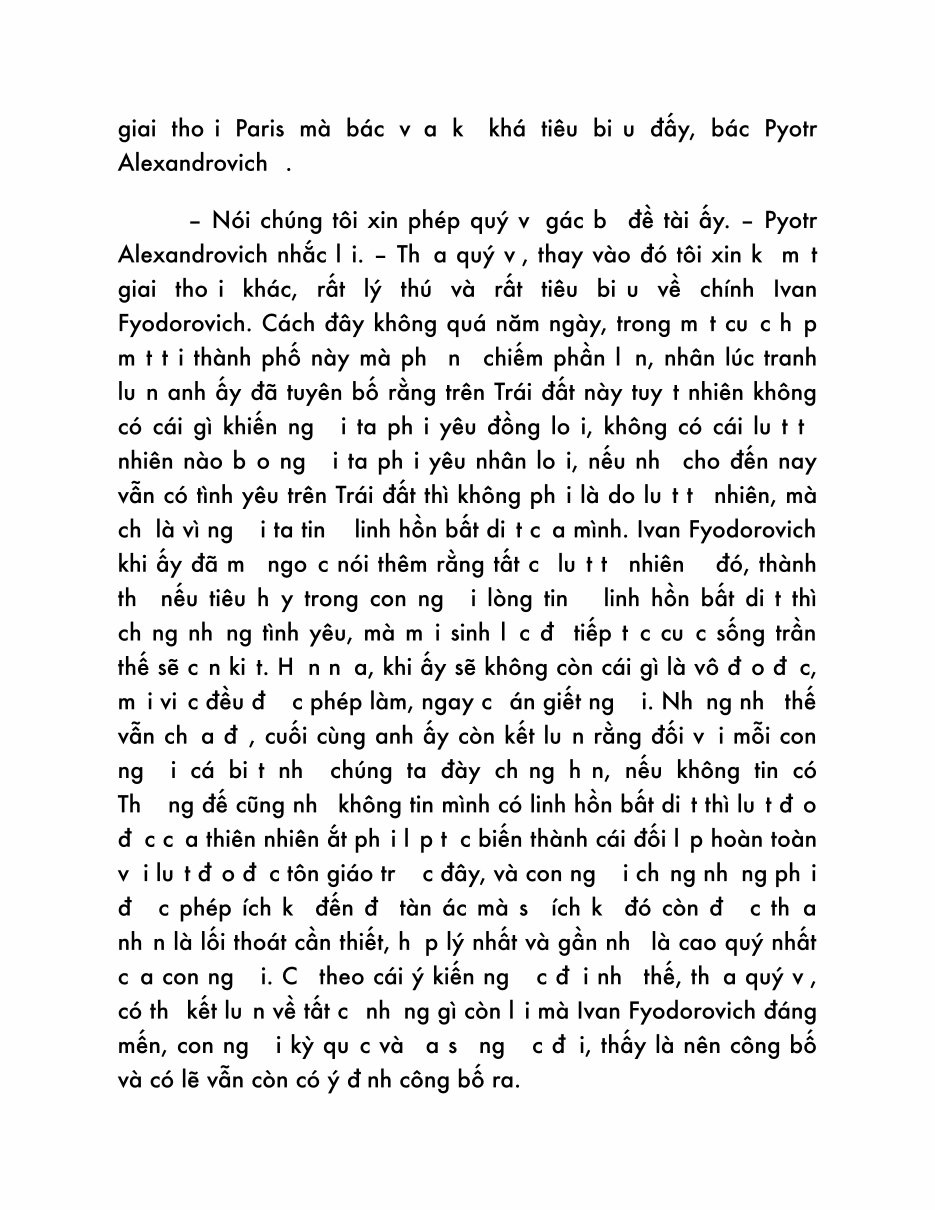 giai tho i Paris mà bác v a k khá tiêu bi u đấy, bác Pyotr
Alexandrovich .
– Nói chúng tôi xin phép quý v gác b đề tài ấy. – Pyotr
Alexandrovich nhắc l i. – Th a quý v , thay vào đó tôi xin k m t
giai tho i khác, rất lý thú và rất tiêu bi u về chính Ivan
Fyodorovich. Cách đây không quá năm ngày, trong m t cu c h p
m t t i thành phố này mà ph n chiếm phần l n, nhân lúc tranh
lu n anh ấy đã tuyên bố rằng trên Trái đất này tuy t nhiên không
có cái gì khiến ng i ta ph i yêu đồng lo i, không có cái lu t t
nhiên nào b o ng i ta ph i yêu nhân lo i, nếu nh cho đến nay
vẫn có tình yêu trên Trái đất thì không ph i là do lu t t nhiên, mà
ch là vì ng i ta tin linh hồn bất di t c a mình. Ivan Fyodorovich
khi ấy đã m ngo c nói thêm rằng tất c lu t t nhiên đó, thành
th nếu tiêu h y trong con ng i lòng tin linh hồn bất di t thì
ch ng nh ng tình yêu, mà m i sinh l c đ tiếp t c cu c sống trần
thế sẽ c n ki t. H n n a, khi ấy sẽ không còn cái gì là vô đ o đ c,
m i vi c đều đ c phép làm, ngay c án giết ng i. Nh ng nh thế
vẫn ch a đ , cuối cùng anh ấy còn kết lu n rằng đối v i mỗi con
ng i cá bi t nh chúng ta đày ch ng h n, nếu không tin có
Th ng đế cũng nh không tin mình có linh hồn bất di t thì lu t đ o
đ c c a thiên nhiên ắt ph i l p t c biến thành cái đối l p hoàn toàn
v i lu t đ o đ c tôn giáo tr c đây, và con ng i ch ng nh ng ph i
đ c phép ích k đến đ tàn ác mà s ích k đó còn đ c th a
nh n là lối thoát cần thiết, h p lý nhất và gần nh là cao quý nhất
c a con ng i. C theo cái ý kiến ng c đ i nh thế, th a quý v ,
có th kết lu n về tất c nh ng gì còn l i mà Ivan Fyodorovich đáng
mến, con ng i kỳ qu c và a s ng c đ i, thấy là nên công bố
và có lẽ vẫn còn có ý đ nh công bố ra.